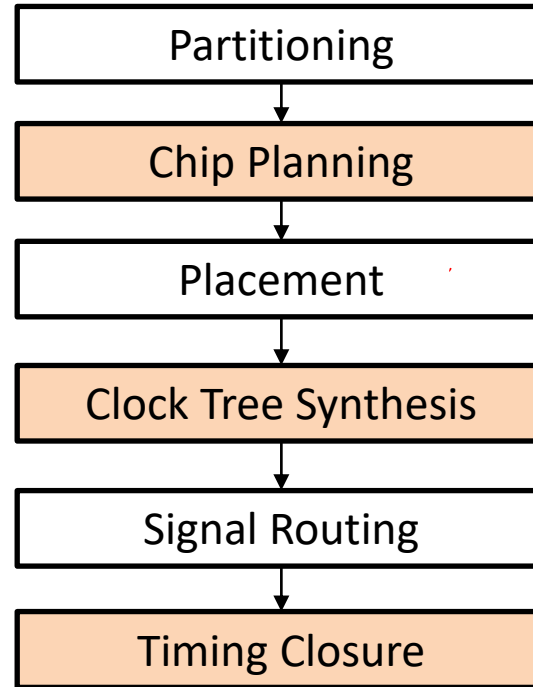 Partitioning
Chip Planning
Placement
Clock Tree Synthesis
Signal Routing
Timing Closure